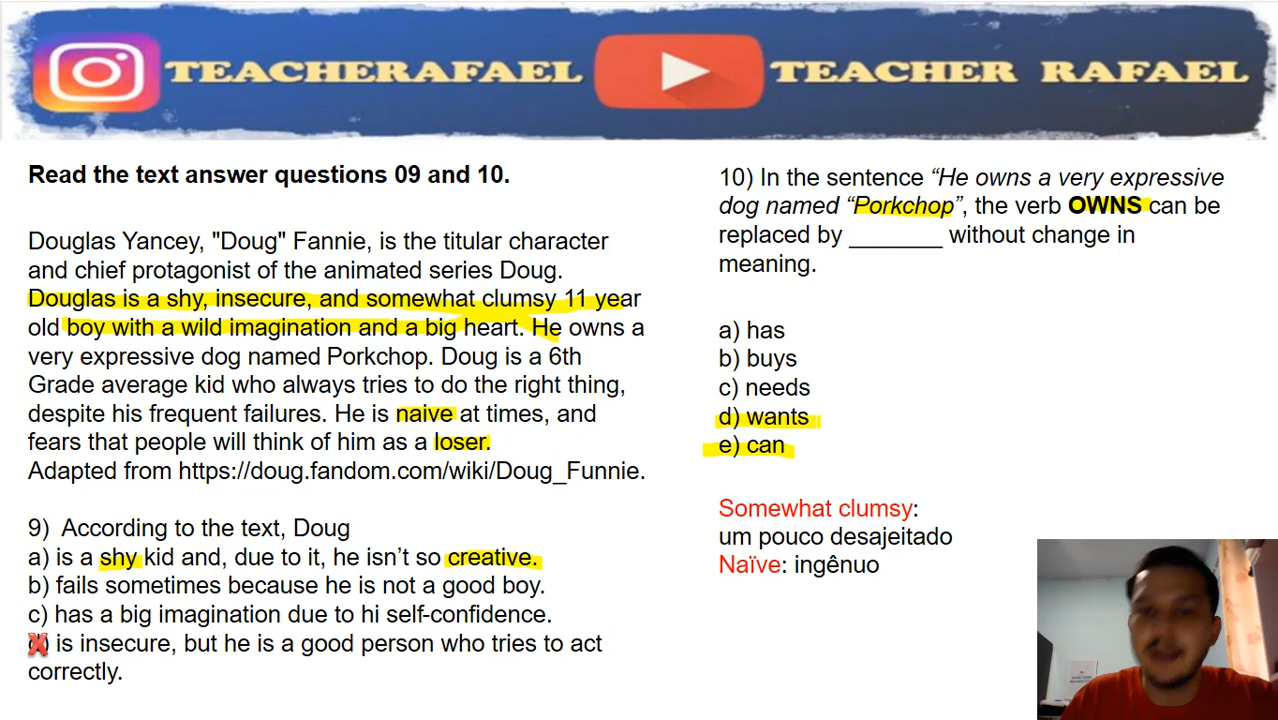 TEACHERAFAEL
TEACHER RAFAEL
Read the text answer questions 09 and 10.
Douglas Yancey, "Doug" Fannie, is the titular character
and chief protagonist of the animated series Doug.
Douglas is a shy, insecure, and somewhat clumsy 11 year
old boy with a wild imagination and a big heart. He owns a
very expressive dog named Porkchop. Doug is a 6th
Grade average kid who always tries to do the right thing,
despite his frequent failures. He is naive at times, and
fears that people will think of him as a loser.
Adapted from https://doug.fandom.com/wiki/Doug_Funnie.
9) According to the text, Doug
a) is a shy kid and, due to it, he isn’t so creative.
b) fails sometimes because he is not a good boy.
c) has a big imagination due to hi self-confidence.
is insecure, but he is a good person who tries to act
correctly.
10) In the sentence “He owns a very expressive
dog named “Porkchop”, the verb OWNS can be
replaced by _______ without change in
meaning.
a) has
b) buys
c) needs
d) wants
e) can
Somewhat clumsy:
um pouco desajeitado
Naïve: ingênuo